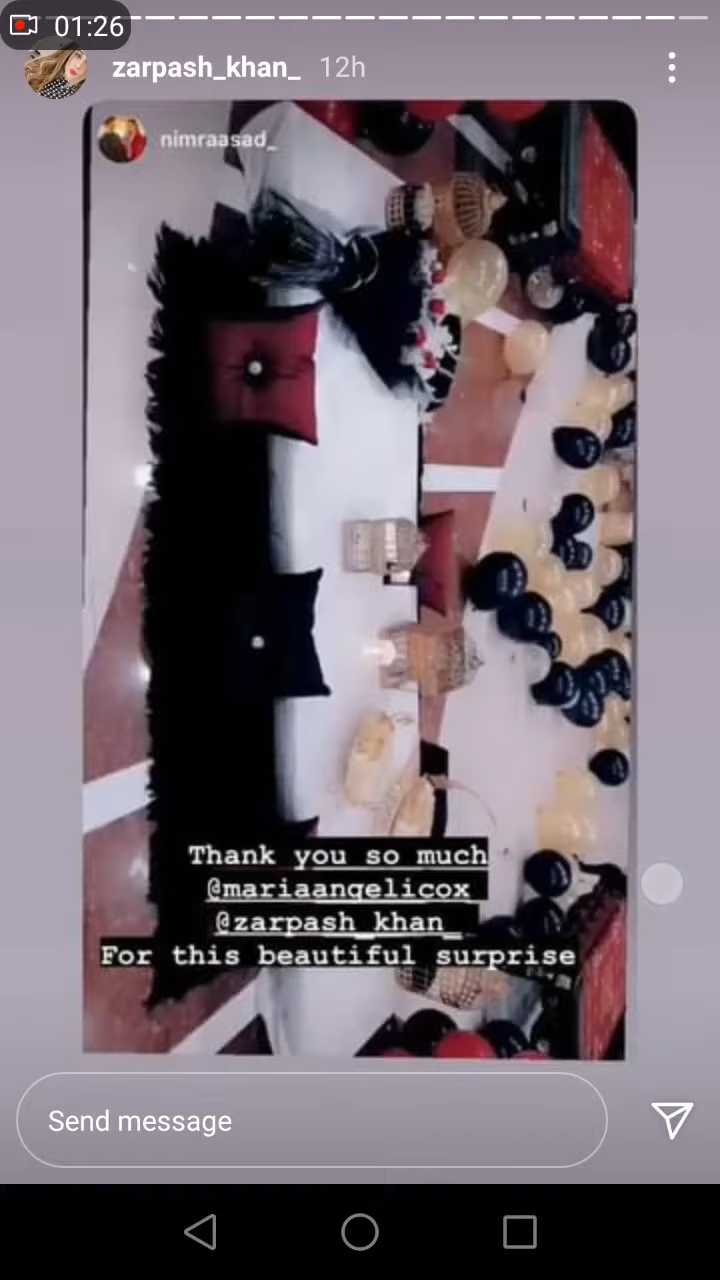 01:26
zarpash_khan_ 12h
nimraasad_
Thank you so much
@mariaangelicox
@zarpash_khan_
For this beautiful surprise
Send message